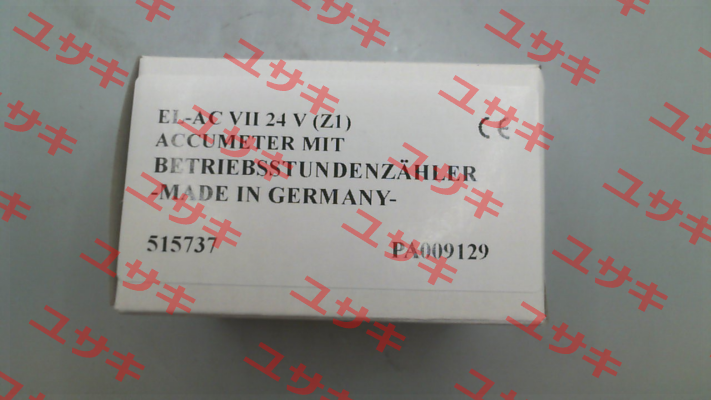 EL-AC VII 24 V (Z1)
CE
ACCUMETER MIT
BETRIEBSSTUNDENZÄHLER
-MADE IN GERMANY-
515737 PA009129
ユサキ